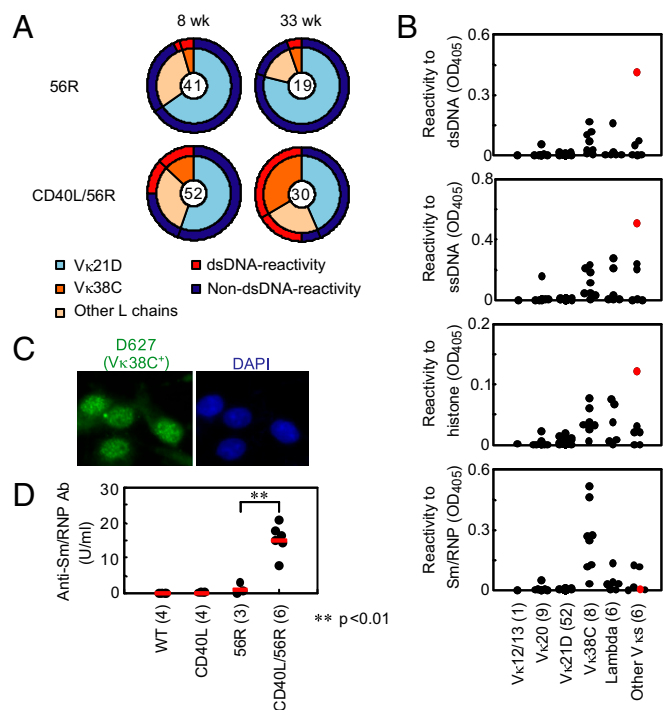 A
8 wk 33 wk
56R
41 19
CD40L/56R
52 30
Vκ21D
Vκ38C
Other L chains
dsDNA-reactivity
Non-dsDNA-reactivity
B
Reactivity to
dsDNA (OD405)
0.6
0.3
0
Reactivity to
ssDNA (OD405)
0.6
0.3
0
Reactivity to
histone (OD405)
0.2
0.1
0
Reactivity to
Sm/RNP (OD405)
0.6
0.3
0
Vκ12/13 (1)
Vκ20 (9)
Vκ21D (52)
Vκ38C (8)
Lambda (6)
Other Vκs (6)
C
D627
(Vκ38C+)
DAPI
D
Anti-Sm/RNP Ab
(U/ml)
30
20
10
0
**
WT (4)
CD40L (4)
56R (3)
CD40L/56R (6)
** p<0.01